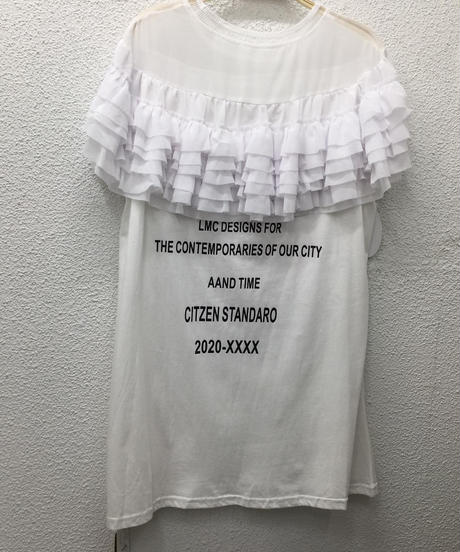 LMC DESIGNS FOR
THE CONTEMPORARIES OF OUR CITY
AAND TIME
CITZEN STANDARO
2020-XXXX